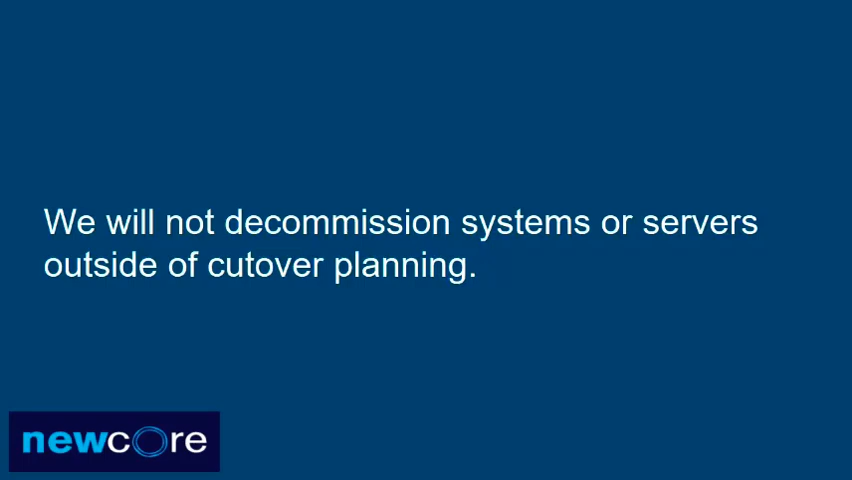 We will not decommission systems or servers
outside of cutover planning.
newcore